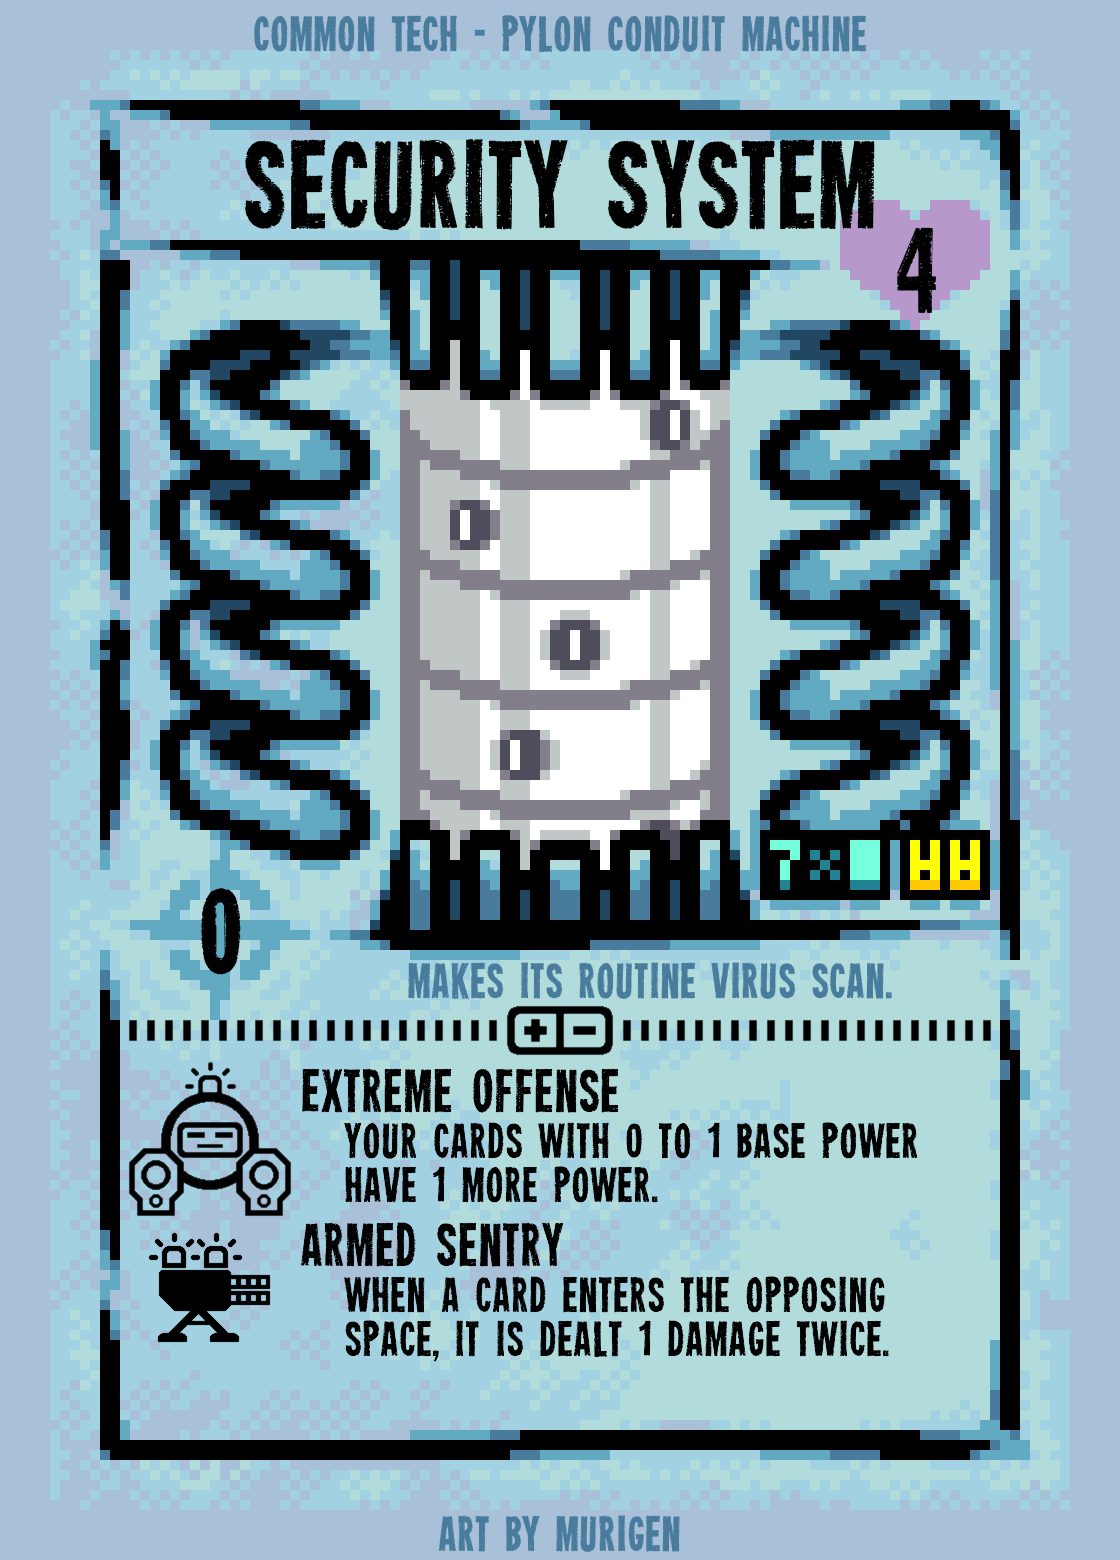 COMMON TECH - PYLON CONDUIT MACHINE
SECURITY SYSTEM
4
7×
0
MAKES ITS ROUTINE VIRUS SCAN.
EXTREME OFFENSE
YOUR CARDS WITH 0 TO 1 BASE POWER
HAVE 1 MORE POWER.
ARMED SENTRY
WHEN A CARD ENTERS THE OPPOSING
SPACE, IT IS DEALT 1 DAMAGE TWICE.
ART BY MURIGEN